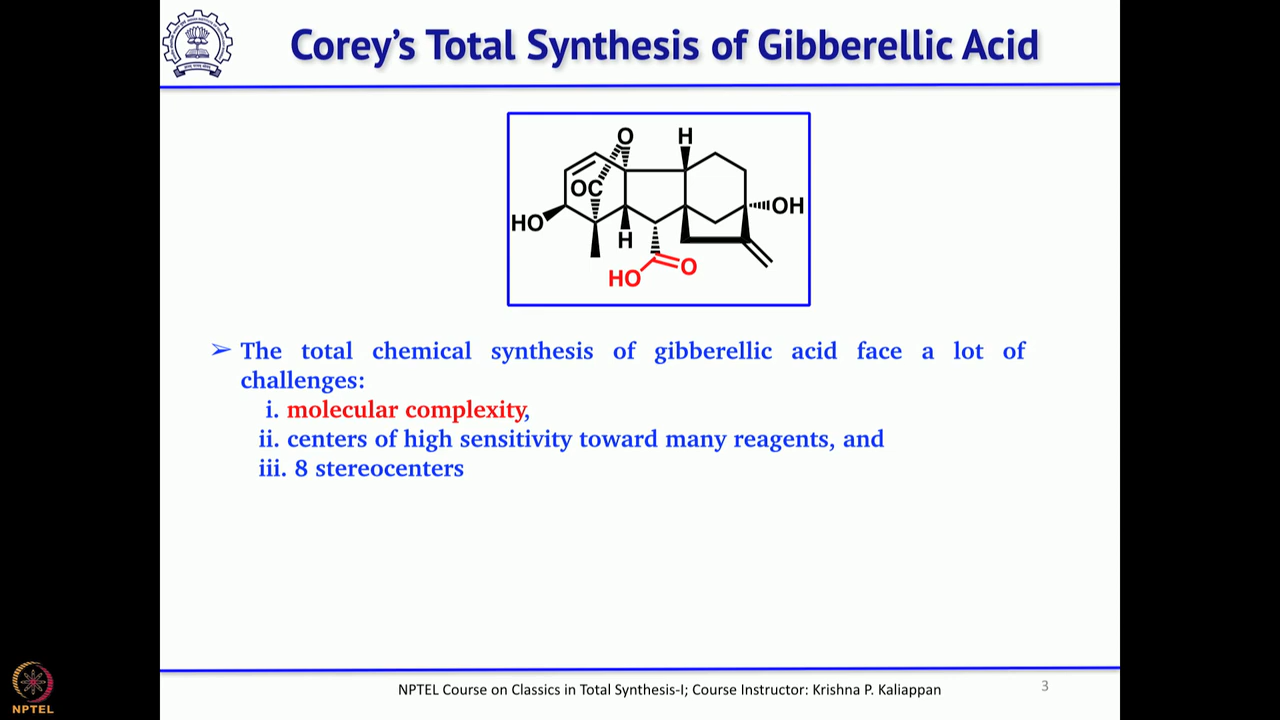 Corey's Total Synthesis of Gibberellic Acid
O H
OC
HO OH
H
HO O
➢ The total chemical synthesis of gibberellic acid face a lot of
challenges:
i. molecular complexity,
ii. centers of high sensitivity toward many reagents, and
iii. 8 stereocenters
NPTEL Course on Classics in Total Synthesis-I; Course Instructor: Krishna P. Kaliappan
3
NPTEL